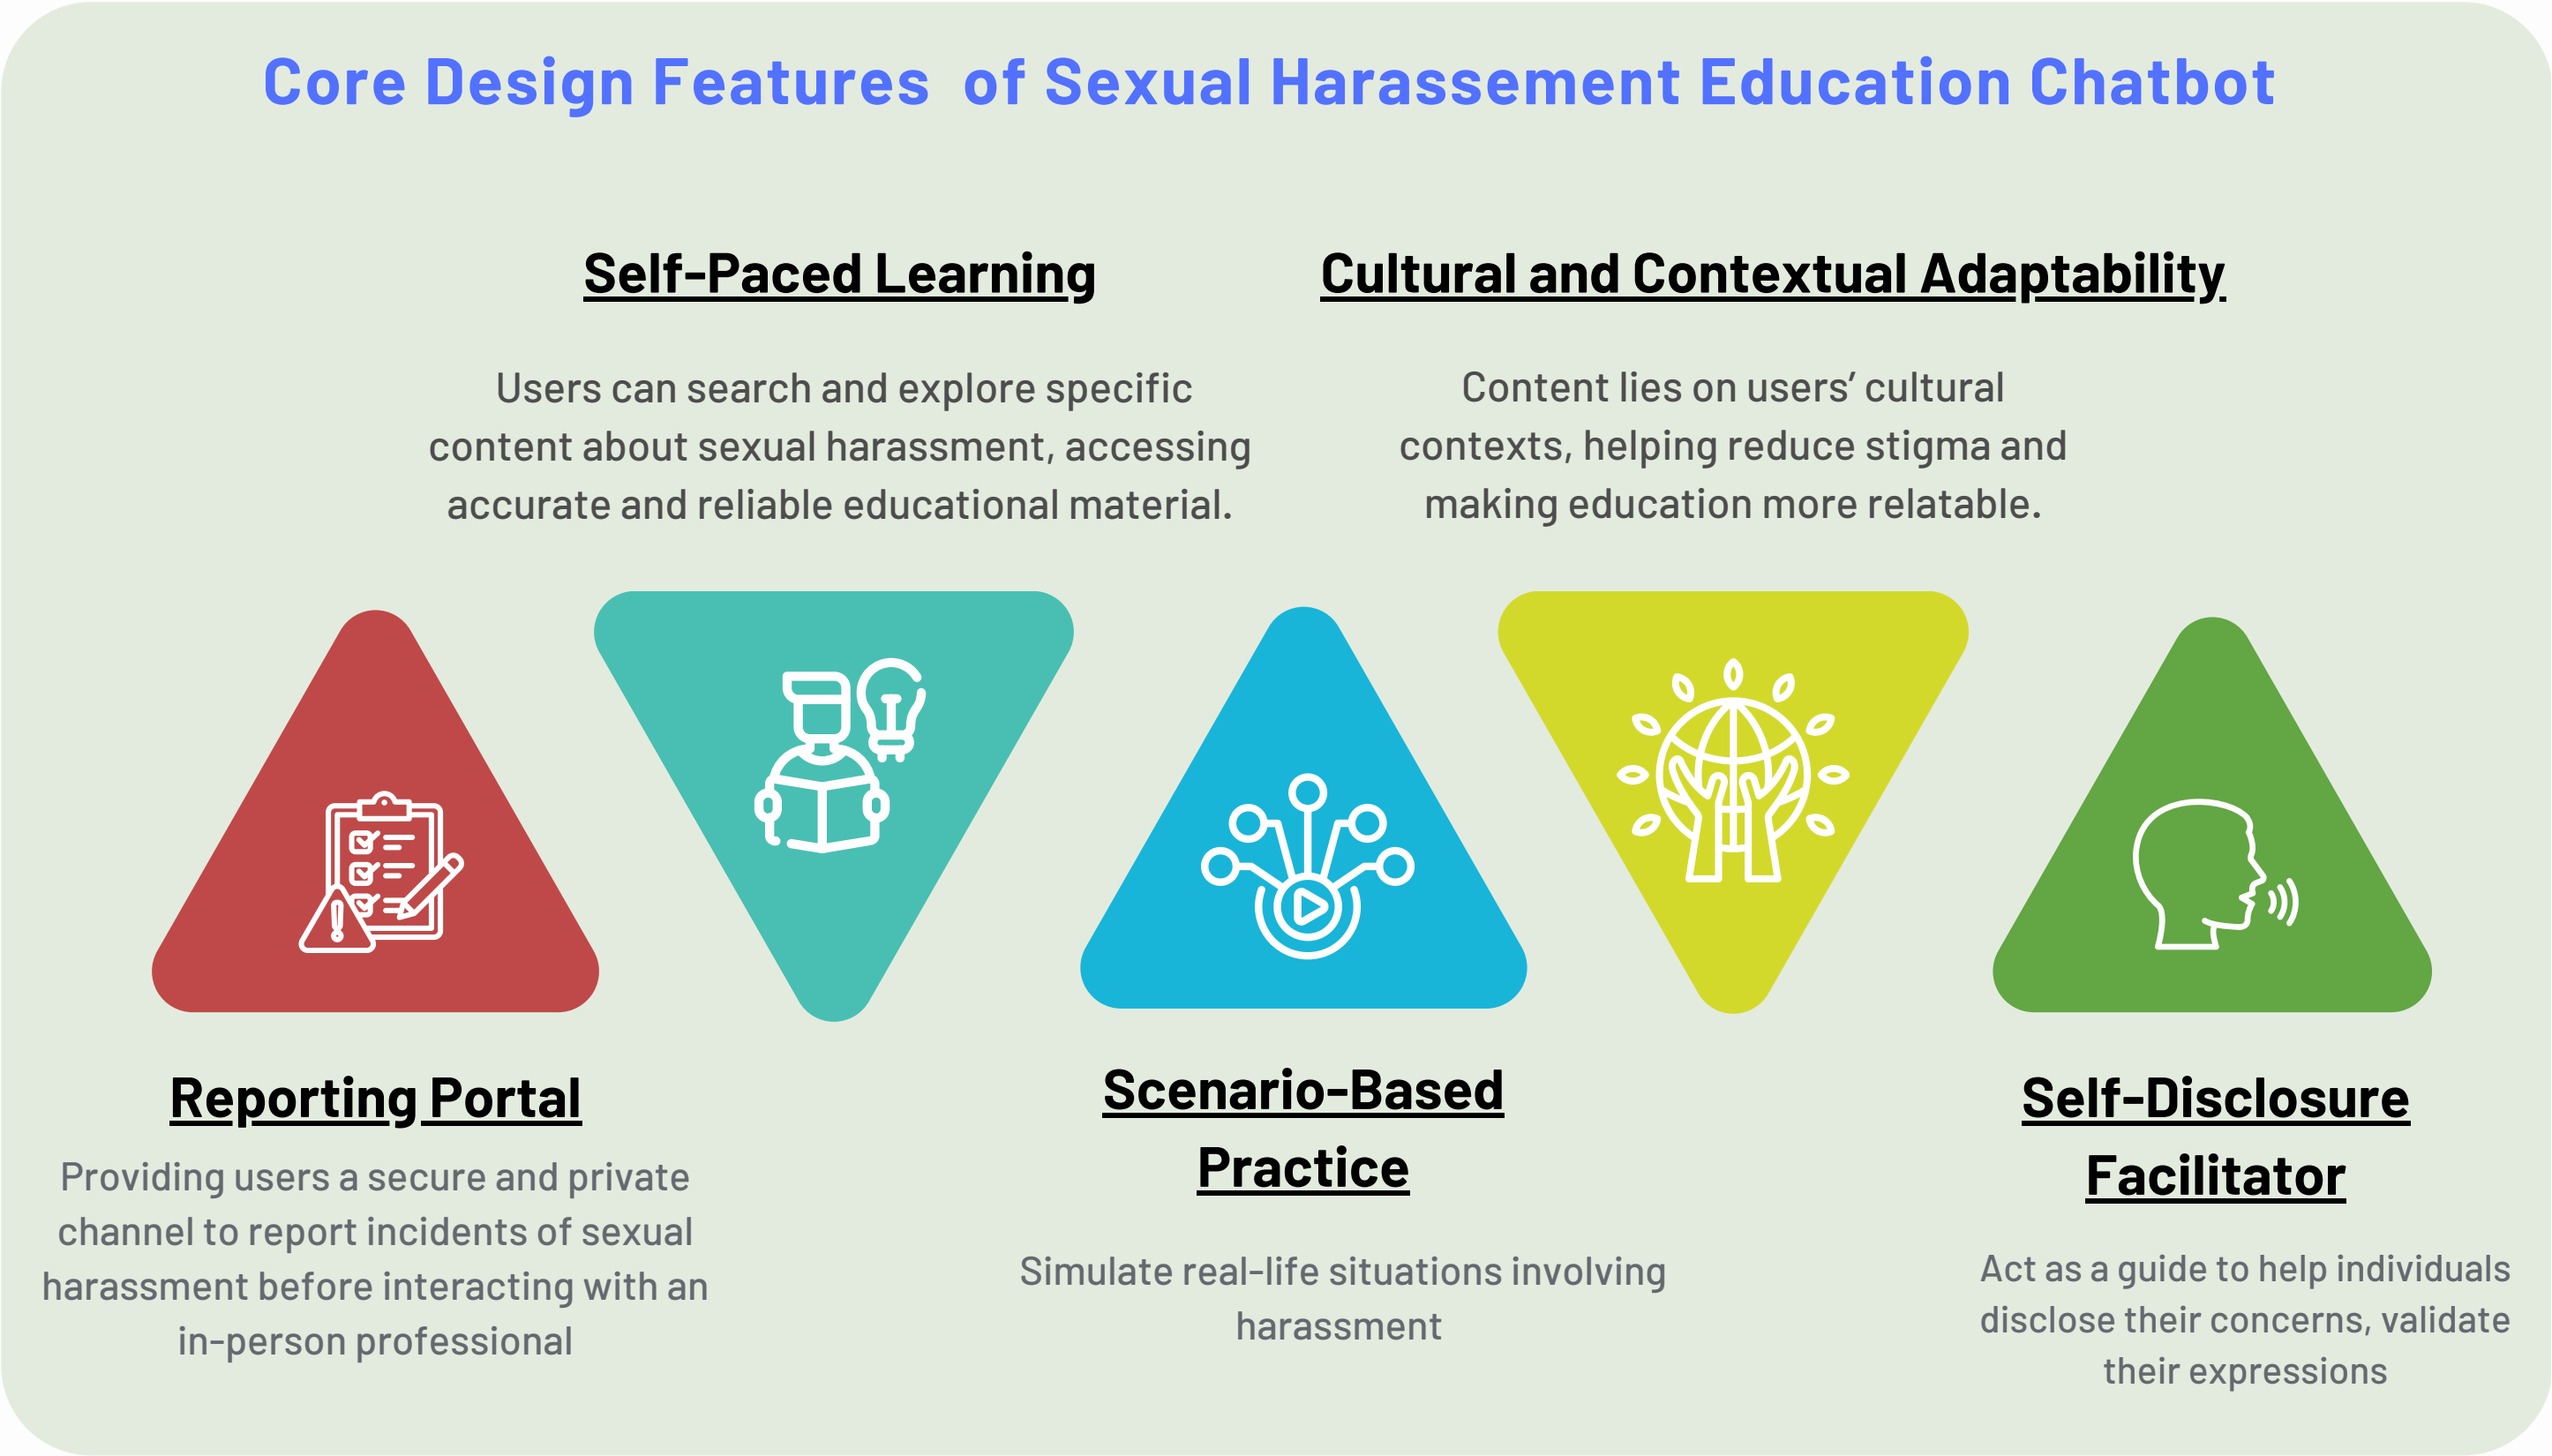 Core Design Features of Sexual Harassement Education Chatbot
Self-Paced Learning
Users can search and explore specific
content about sexual harassment, accessing
accurate and reliable educational material.
Cultural and Contextual Adaptability
Content lies on users’ cultural
contexts, helping reduce stigma and
making education more relatable.
Reporting Portal
Providing users a secure and private
channel to report incidents of sexual
harassment before interacting with an
in-person professional
Scenario-Based
Practice
Simulate real-life situations involving
harassment
Self-Disclosure
Facilitator
Act as a guide to help individuals
disclose their concerns, validate
their expressions